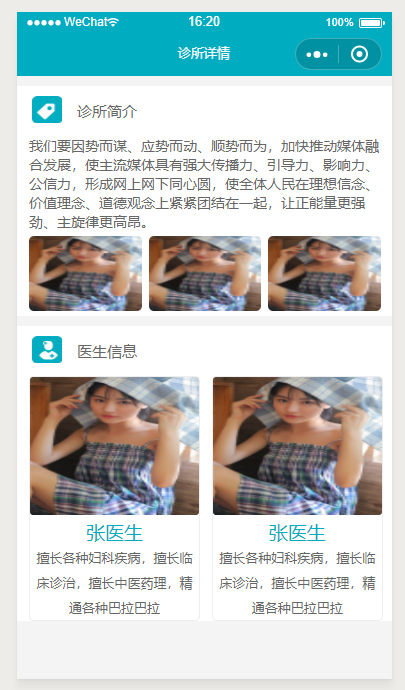 WeChat 16:20 100%
诊所详情
诊所简介
我们要因势而谋、应势而动、顺势而为，加快推动媒体融
合发展，使主流媒体具有强大传播力、引导力、影响力、
公信力，形成网上网下同心圆，使全体人民在理想信念、
价值理念、道德观念上紧紧团结在一起，让正能量更强
劲、主旋律更高昂。
医生信息
张医生
擅长各种妇科疾病，擅长临
床诊治，擅长中医药理，精
通各种巴拉巴拉
张医生
擅长各种妇科疾病，擅长临
床诊治，擅长中医药理，精
通各种巴拉巴拉